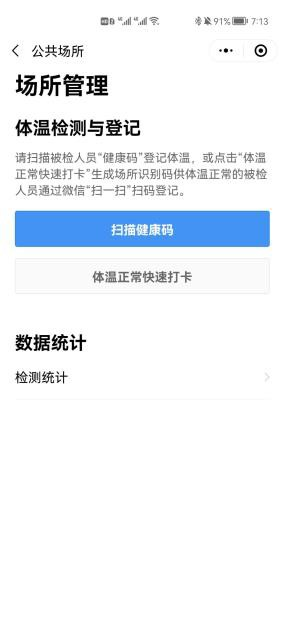 91% 7:13
公共场所
场所管理
体温检测与登记
请扫描被检人员“健康码”登记体温，或点击“体温
正常快速打卡”生成场所识别码供体温正常的被检
人员通过微信“扫一扫”扫码登记。
扫描健康码
体温正常快速打卡
数据统计
检测统计